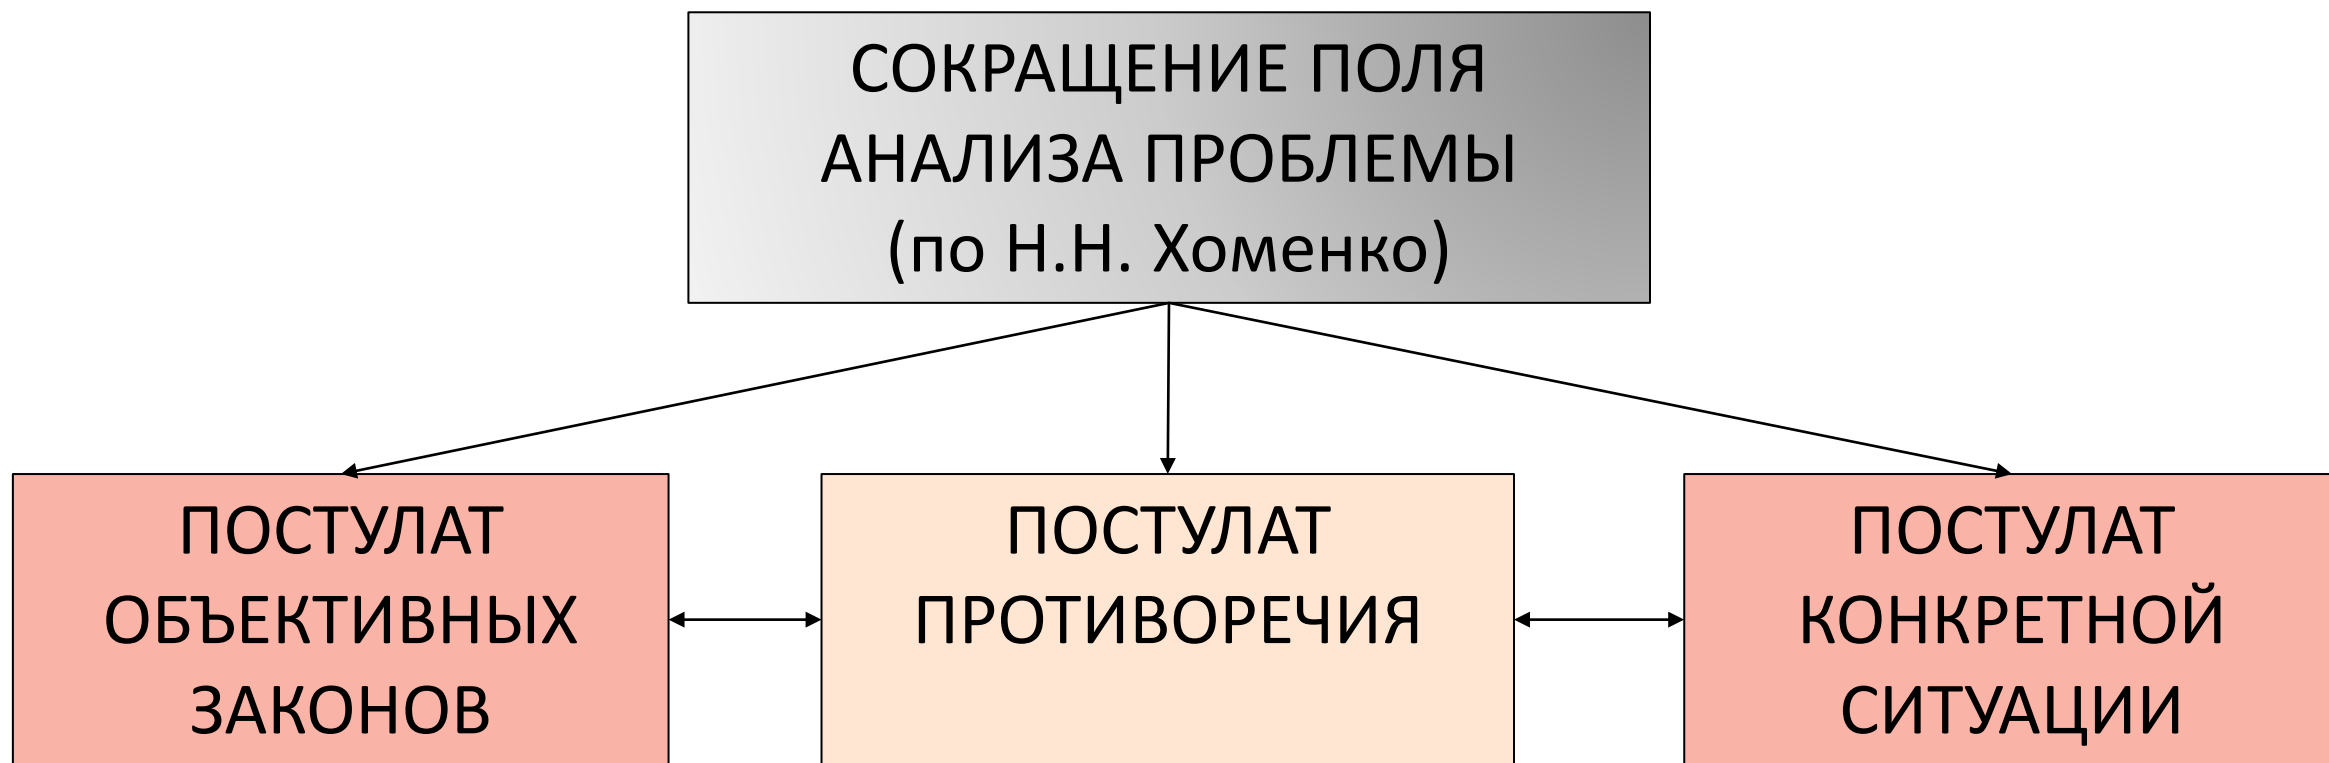 СОКРАЩЕНИЕ ПОЛЯ
АНАЛИЗА ПРОБЛЕМЫ
(по Н.Н. Хоменко)
ПОСТУЛАТ
ОБЪЕКТИВНЫХ
ЗАКОНОВ
ПОСТУЛАТ
ПРОТИВОРЕЧИЯ
ПОСТУЛАТ
КОНКРЕТНОЙ
СИТУАЦИИ